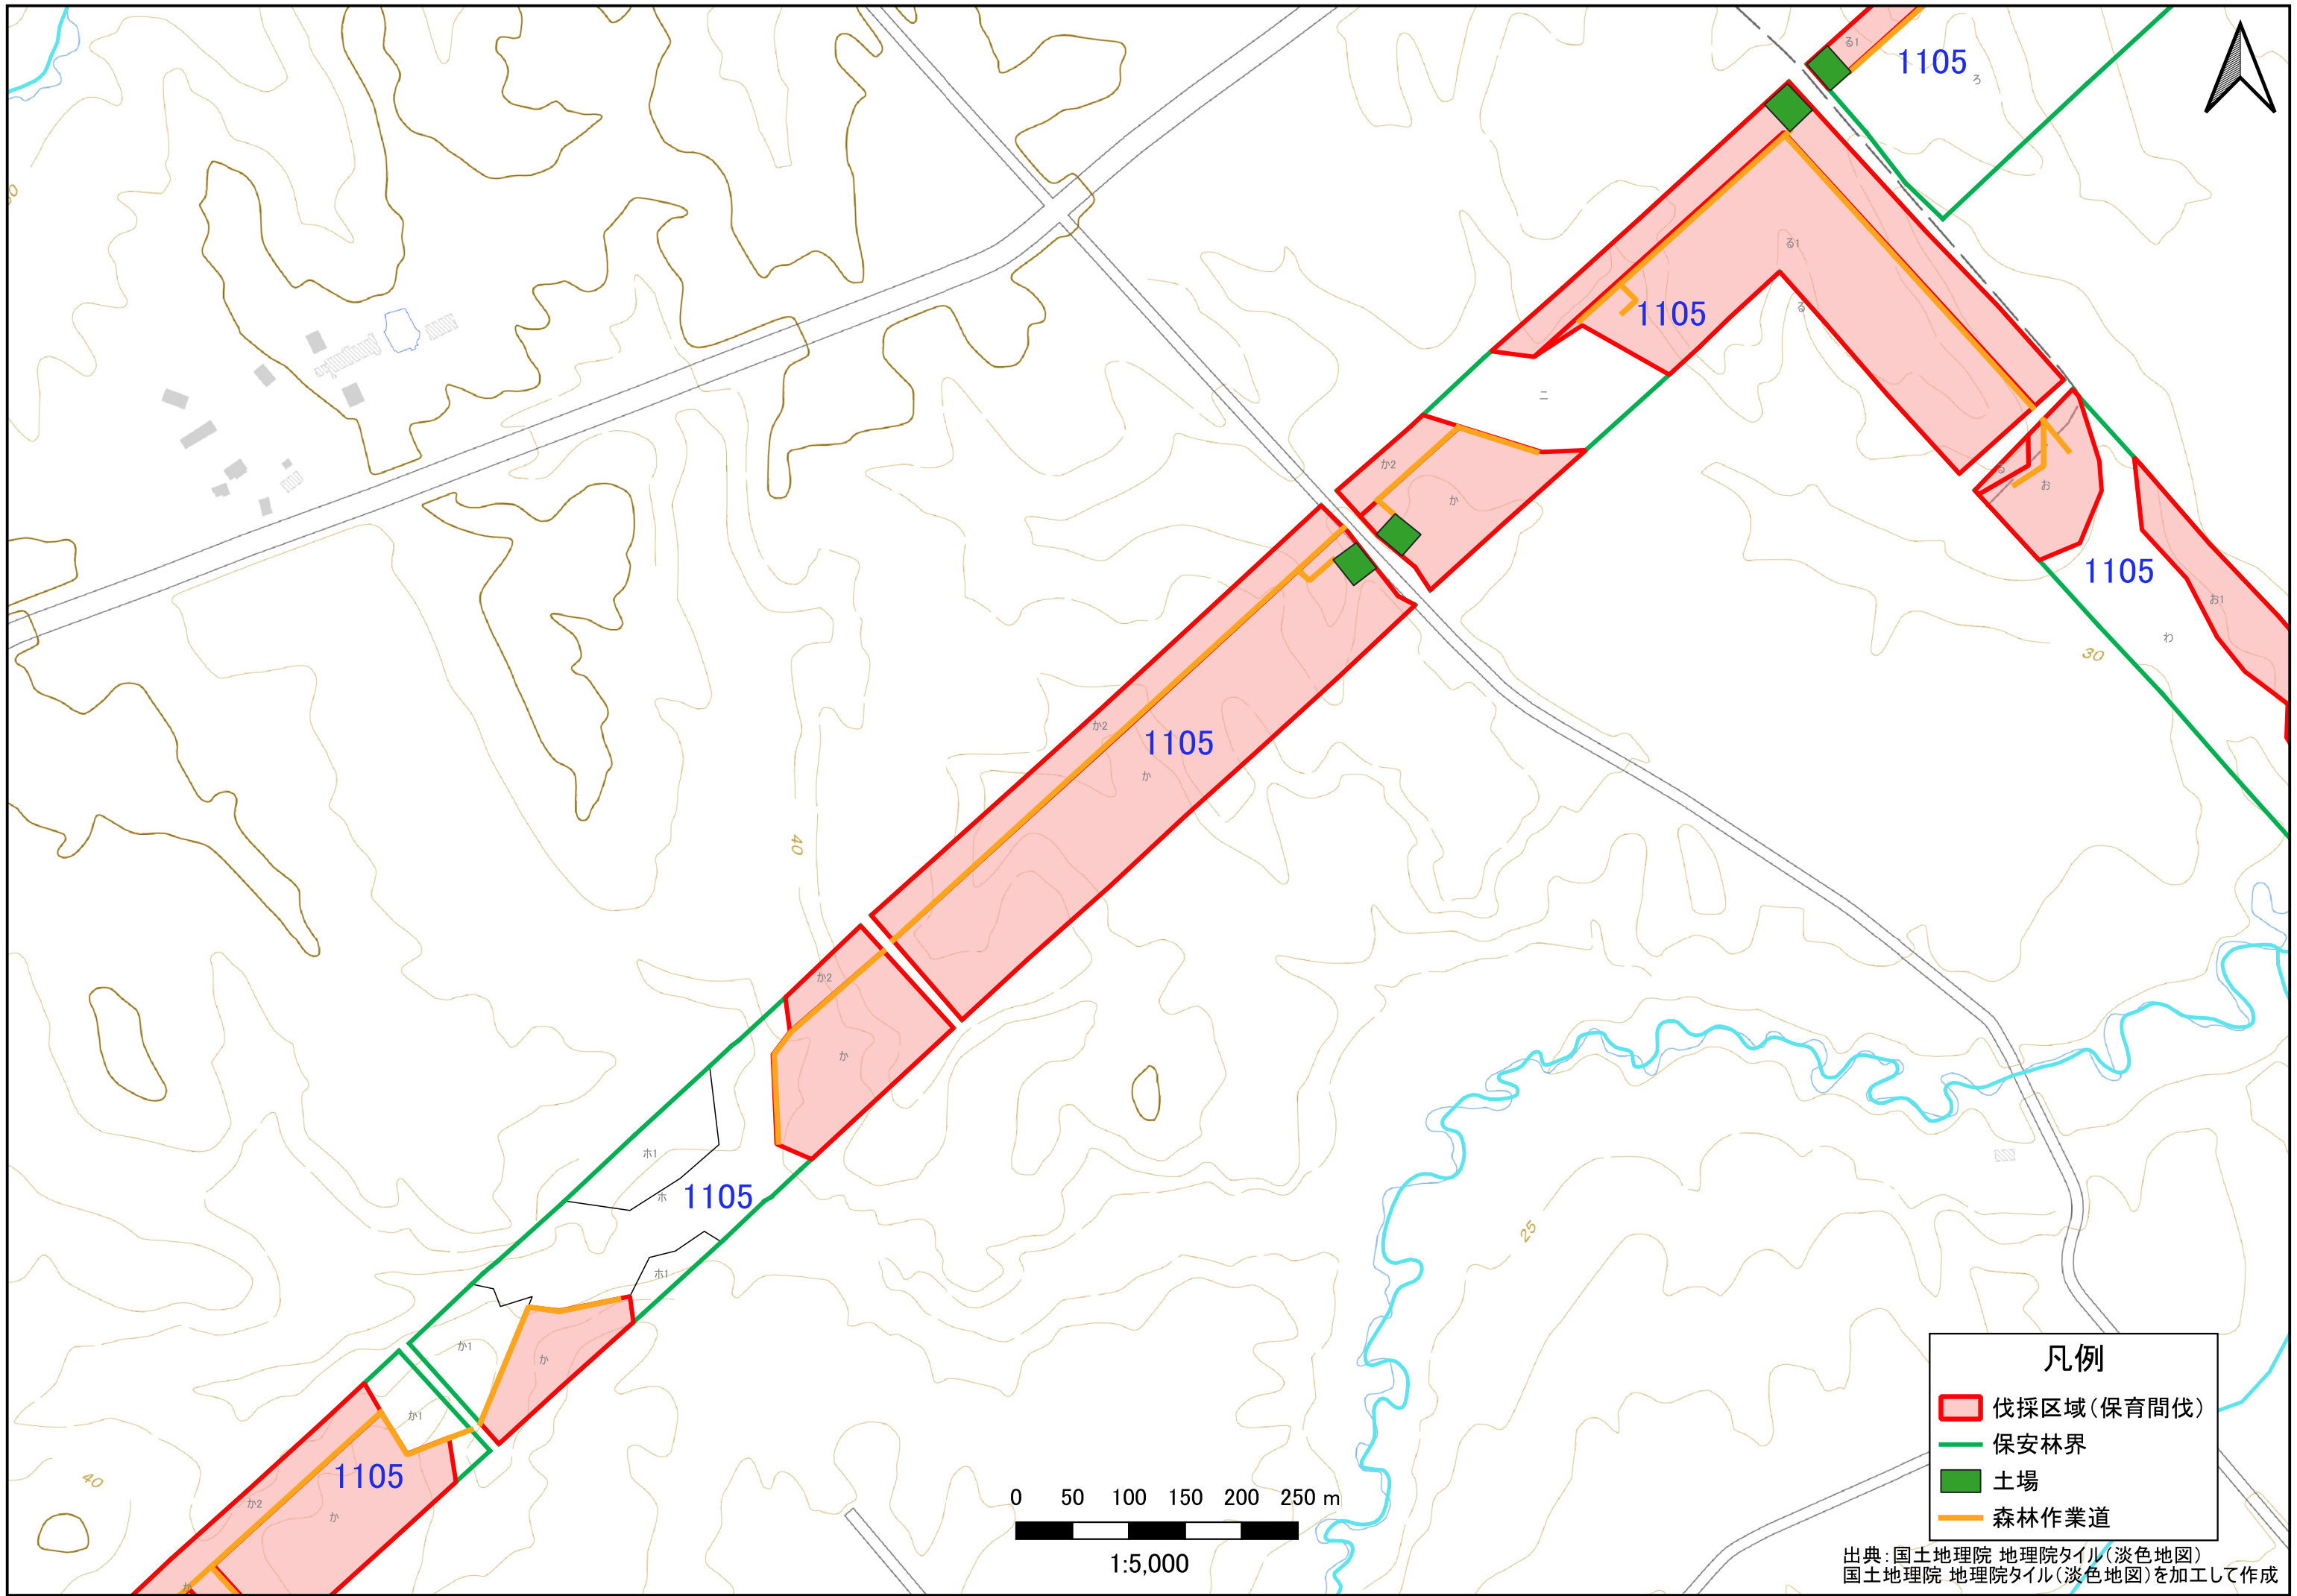 る1
1105
ろ
る1
1105
る
ニ
か2
か
る
お
1105
お1
わ
30
か2
1105
か
40
か2
か
ホ1
ホ
1105
ホ1
25
か1
か
か1
1105
40
か2
か
か
0 50 100 150 200 250 m
1:5,000
凡例
伐採区域(保育間伐)
保安林界
土場
森林作業道
出典:国土地理院 地理院タイル(淡色地図)
国土地理院 地理院タイル(淡色地図)を加工して作成